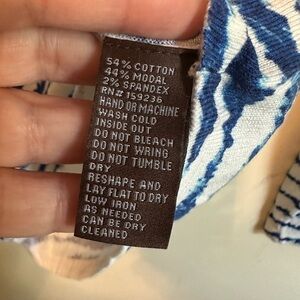 54% COTTON
44% MODAL
2% SPANDEX
RN# 159236
HAND OR MACHINE
WASH COLD
INSIDE OUT
DO NOT BLEACH
DO NOT WRING
DO NOT TUMBLE
DRY
RESHAPE AND
LAY FLAT TO DRY
LOW IRON
AS NEEDED
CAN BE DRY
CLEANED